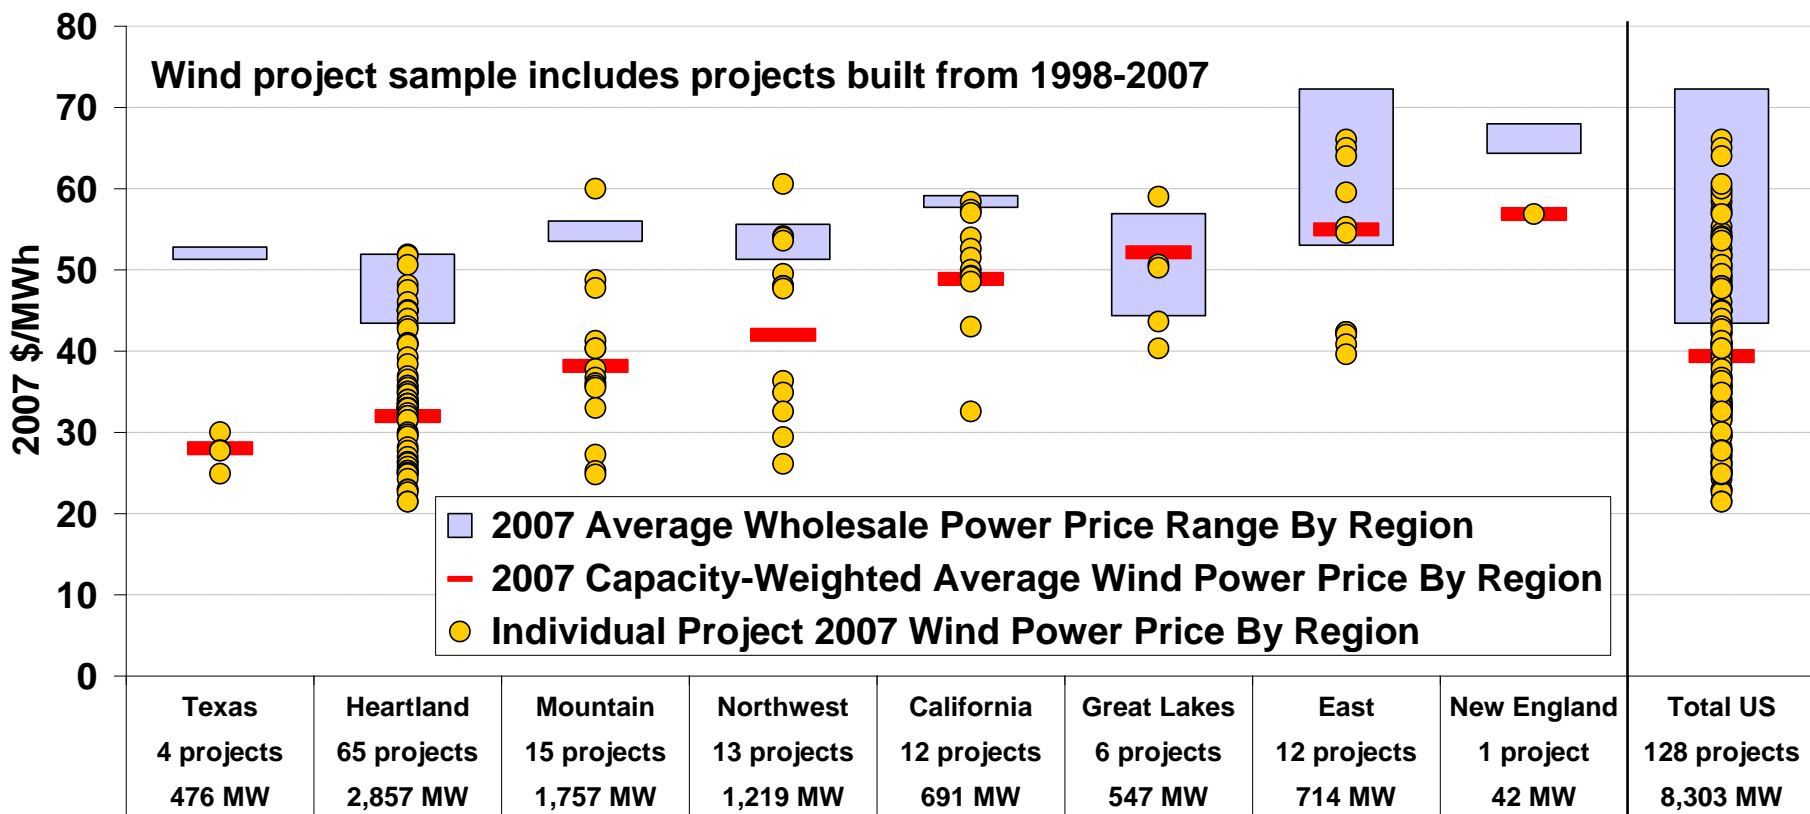 80
70
60
50
40
30
20
10
0
2007 $/MWh
Wind project sample includes projects built from 1998-2007
2007 Average Wholesale Power Price Range By Region
2007 Capacity-Weighted Average Wind Power Price By Region
Individual Project 2007 Wind Power Price By Region
Texas Heartland Mountain Northwest California Great Lakes East New England Total US
4 projects 65 projects 15 projects 13 projects 12 projects 6 projects 12 projects 1 project 128 projects
476 MW 2,857 MW 1,757 MW 1,219 MW 691 MW 547 MW 714 MW 42 MW 8,303 MW